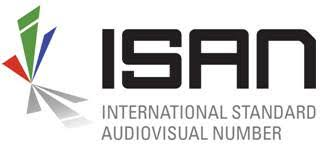 ISAN
INTERNATIONAL STANDARD
AUDIOVISUAL NUMBER